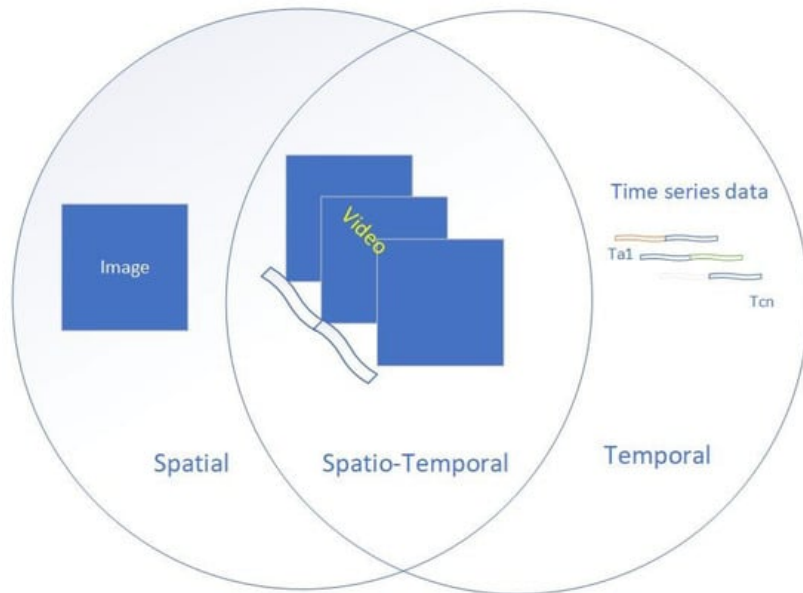 Image
Video
Time series data
Ta1
Tcn
Spatial
Spatio-Temporal
Temporal